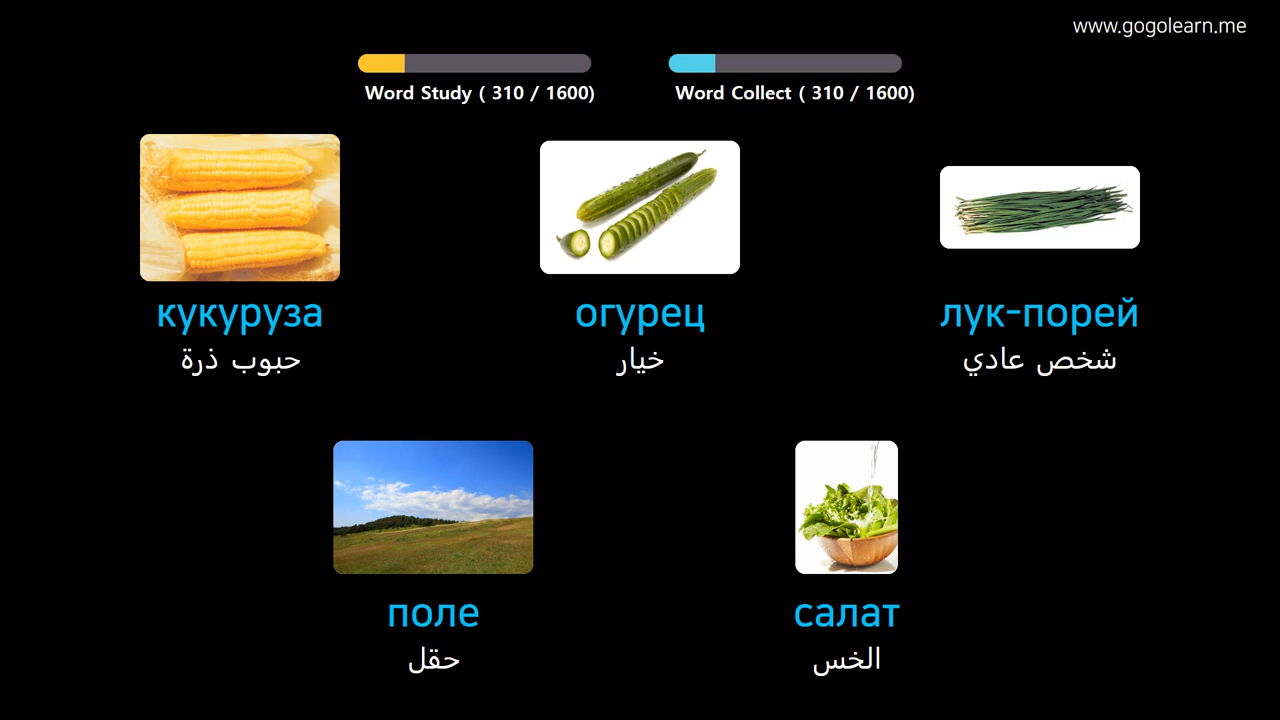 www.gogolearn.me
Word Study ( 310 / 1600)
Word Collect ( 310 / 1600)
кукуруза
حبوب ذرة
огурец
خيار
лук-порей
شخص عادي
поле
حقل
салат
الخس